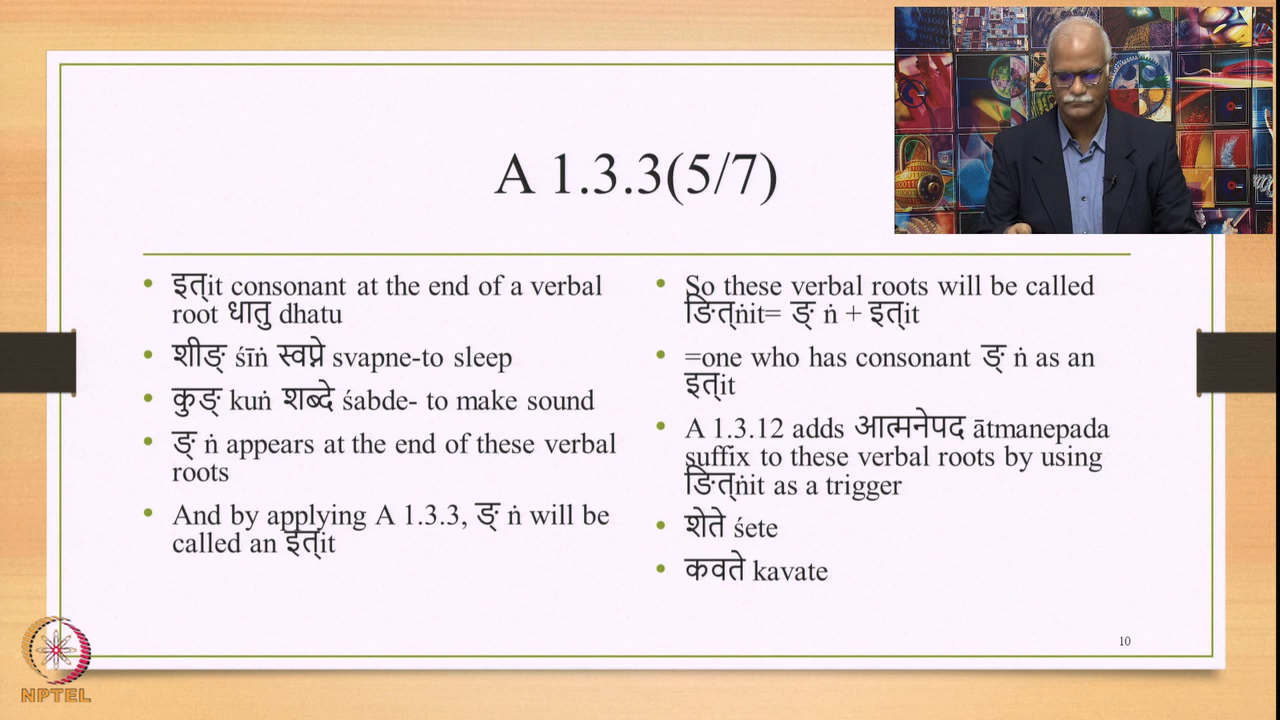 A 1.3.3(5/7)
• इत् it consonant at the end of a verbal
root धातु dhatu
• शीङ् śīṅ स्वप्ने svapne-to sleep
• कुङ् kuṅ शब्दे śabde- to make sound
• ङ् ṅ appears at the end of these verbal
roots
• And by applying A 1.3.3, ङ् ṅ will be
called an इत् it
• So these verbal roots will be called
ङित् ṅit= ङ् ṅ + इत् it
• =one who has consonant ङ् ṅ as an
इत् it
• A 1.3.12 adds आत्मनेपद ātmanepada
suffix to these verbal roots by using
ङित् ṅit as a trigger
• शेते śete
• कवते kavate
10
NPTEL